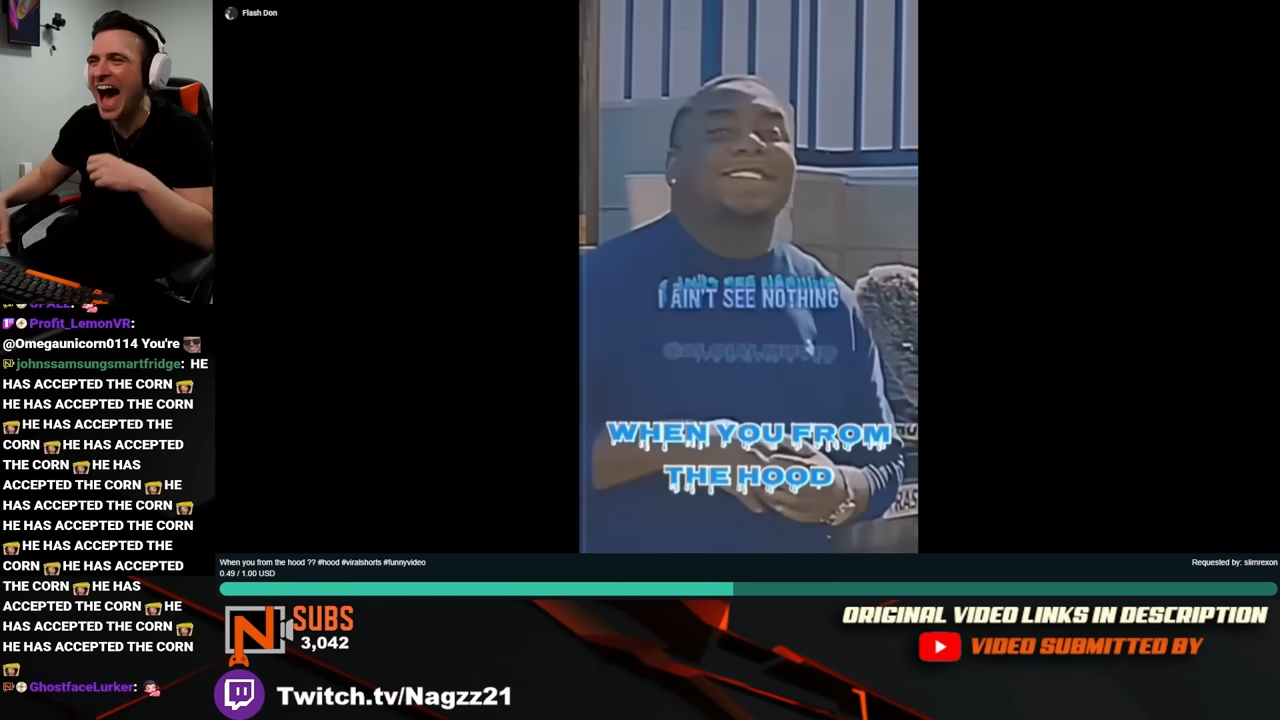 Flash Don
Profit_LemonVR:
@Omegaunicorn0114 You're
johnssamsungsmartfridge: HE
HAS ACCEPTED THE CORN
HE HAS ACCEPTED THE CORN
HE HAS ACCEPTED THE
CORN HE HAS ACCEPTED
THE CORN HE HAS
ACCEPTED THE CORN HE
HAS ACCEPTED THE CORN
HE HAS ACCEPTED THE CORN
HE HAS ACCEPTED THE
CORN HE HAS ACCEPTED
THE CORN HE HAS
ACCEPTED THE CORN HE
HAS ACCEPTED THE CORN
HE HAS ACCEPTED THE CORN
GhostfaceLurker:
I AIN'T SEE NOTHING
WHEN YOU FROM
THE HOOD
When you from the hood ?? #hood #viralshorts #funnyvideo
Requested by: slimrexon
0.49 / 1.00 USD
N SUBS
3,042
ORIGINAL VIDEO LINKS IN DESCRIPTION
VIDEO SUBMITTED BY
Twitch.tv/Nagzz21